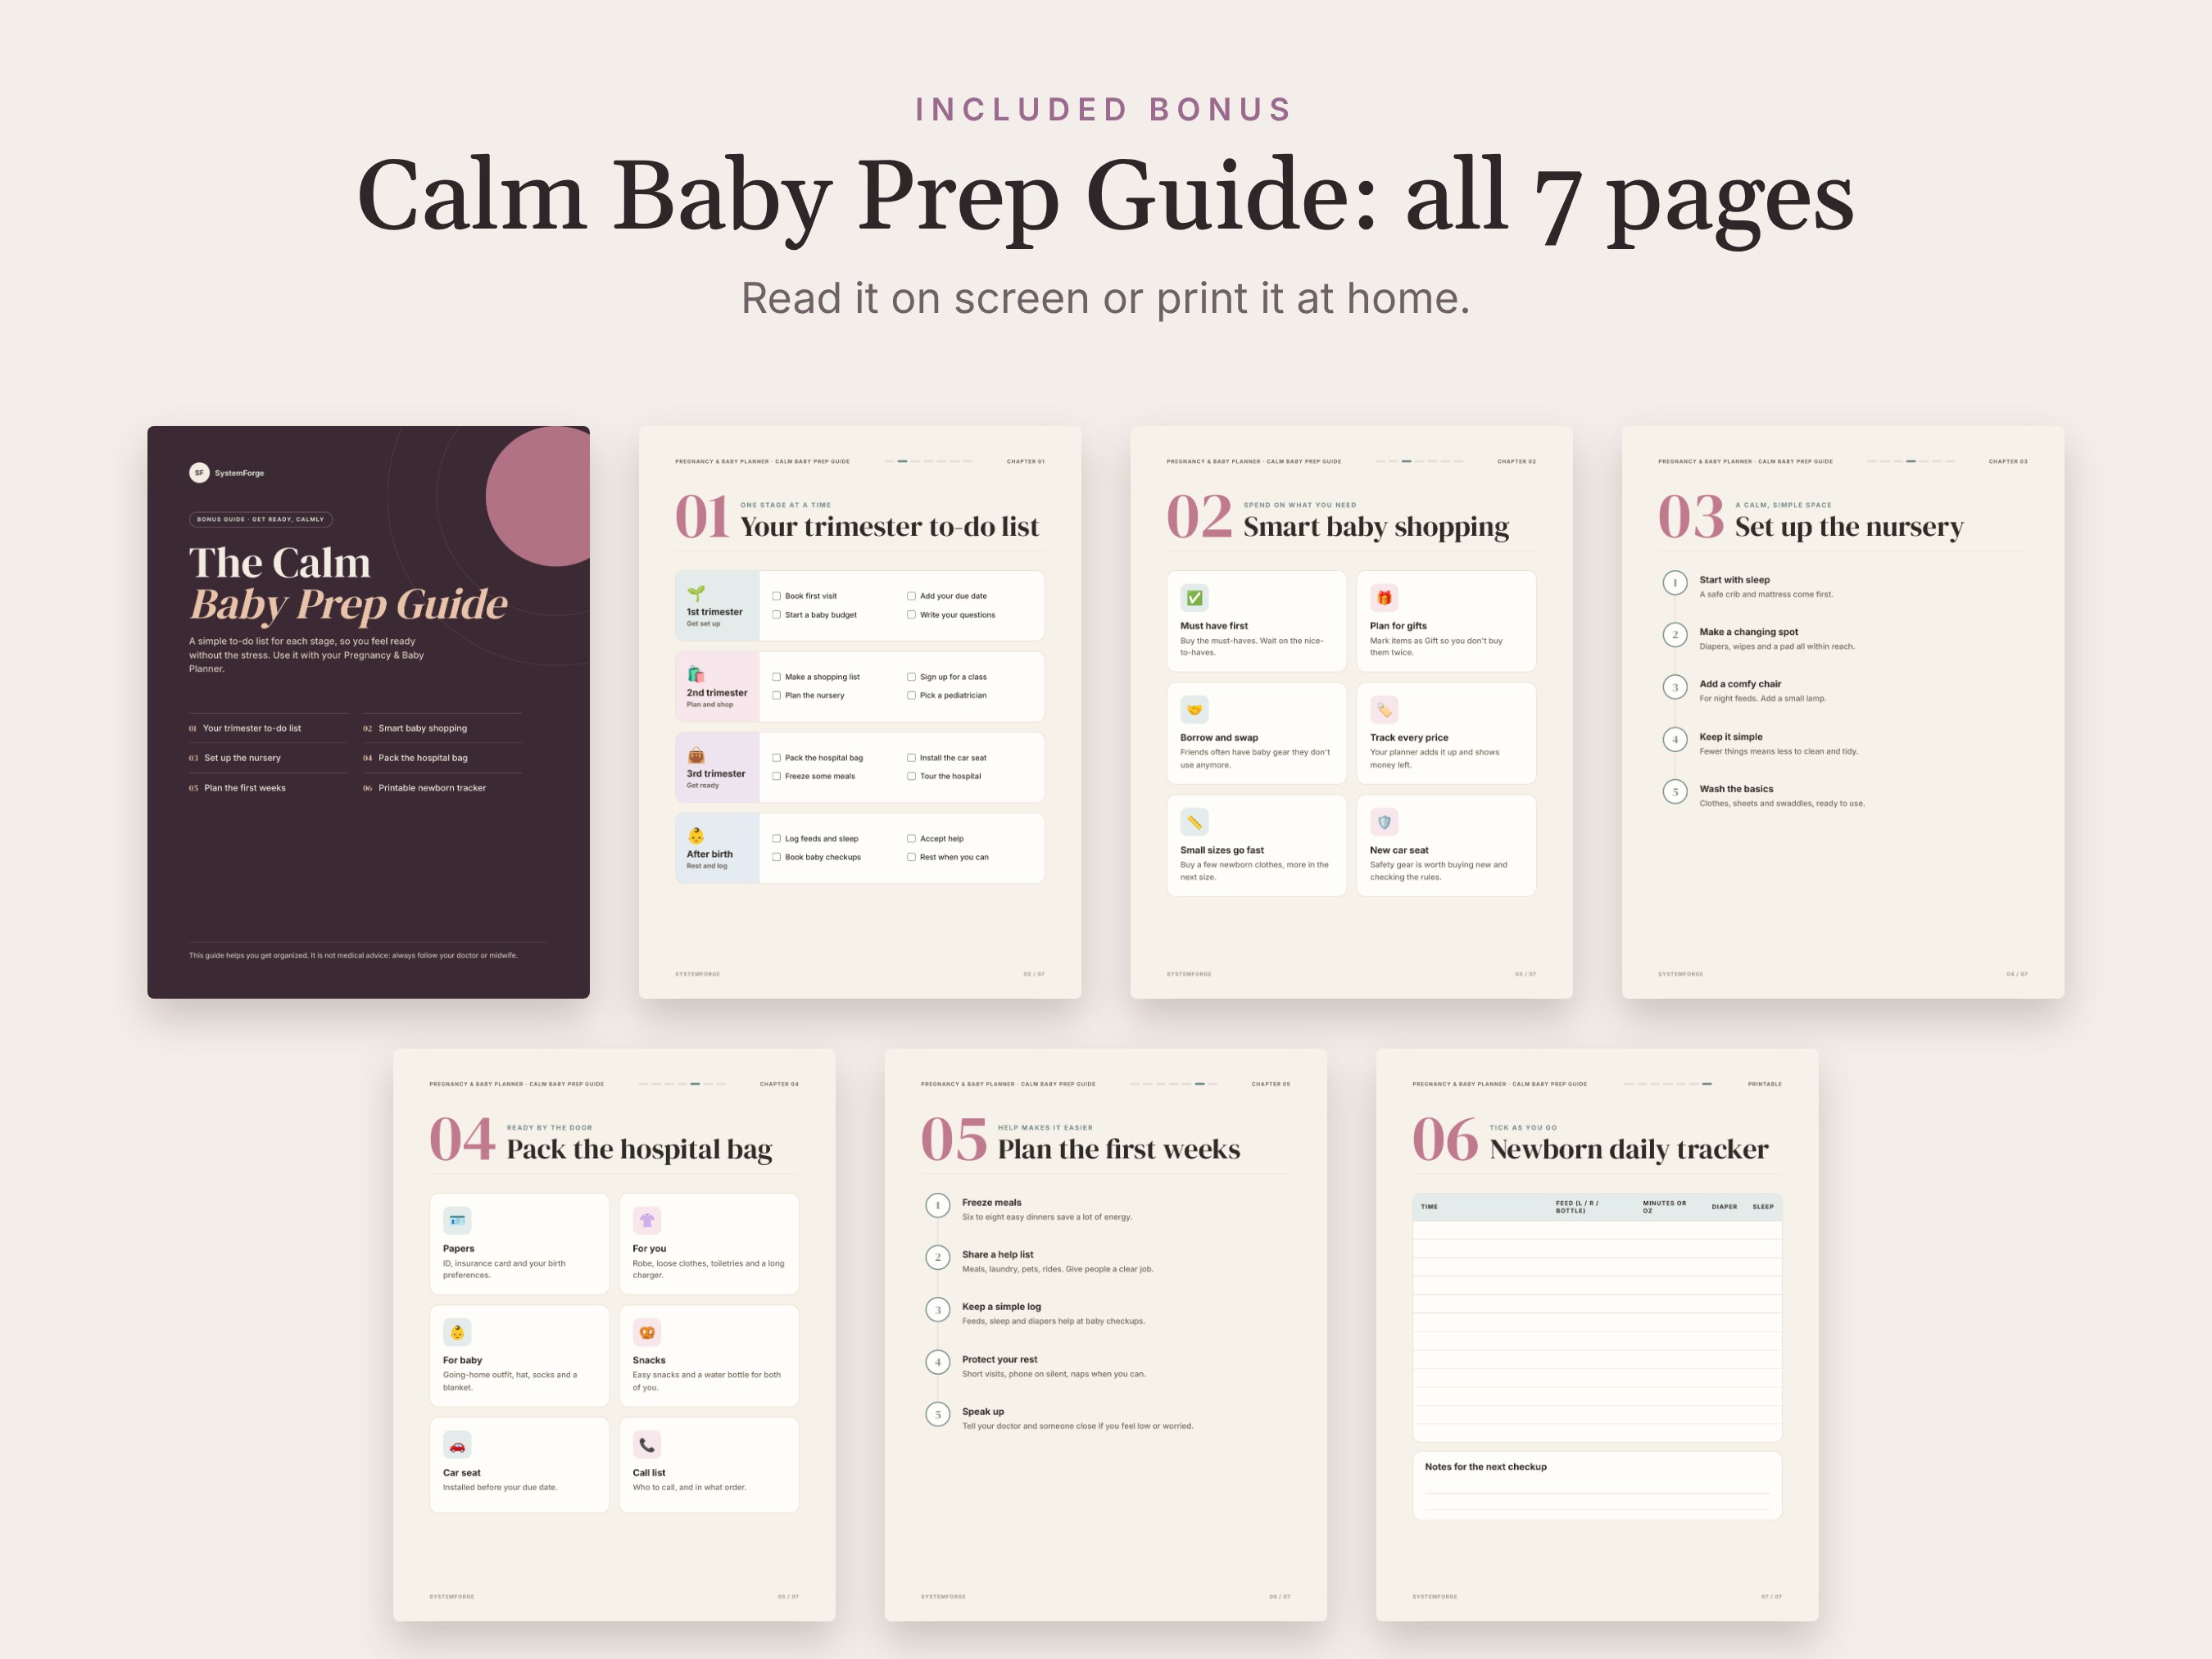 INCLUDED BONUS
Calm Baby Prep Guide: all 7 pages
Read it on screen or print it at home.
SF SystemForge
BONUS GUIDE · GET READY, CALMLY
The Calm
Baby Prep Guide
A simple to-do list for each stage, so you feel ready
without the stress. Use it with your Pregnancy & Baby
Planner.
01 Your trimester to-do list
02 Smart baby shopping
03 Set up the nursery
04 Pack the hospital bag
05 Plan the first weeks
06 Printable newborn tracker
This guide helps you get organized. It is not medical advice: always follow your doctor or midwife.
PREGNANCY & BABY PLANNER · CALM BABY PREP GUIDE
CHAPTER 01
01
ONE STAGE AT A TIME
Your trimester to-do list
1st trimester
Get set up
Book first visit
Add your due date
Start a baby budget
Write your questions
2nd trimester
Plan and shop
Make a shopping list
Sign up for a class
Plan the nursery
Pick a pediatrician
3rd trimester
Get ready
Pack the hospital bag
Install the car seat
Freeze some meals
Tour the hospital
After birth
Rest and log
Log feeds and sleep
Accept help
Book baby checkups
Rest when you can
SYSTEMFORGE
02 / 07
PREGNANCY & BABY PLANNER · CALM BABY PREP GUIDE
CHAPTER 02
02
SPEND ON WHAT YOU NEED
Smart baby shopping
Must have first
Buy the must-haves. Wait on the nice-
to-haves.
Plan for gifts
Mark items as Gift so you don't buy
them twice.
Borrow and swap
Friends often have baby gear they don't
use anymore.
Track every price
Your planner adds it up and shows
money left.
Small sizes go fast
Buy a few newborn clothes, more in the
next size.
New car seat
Safety gear is worth buying new and
checking the rules.
SYSTEMFORGE
03 / 07
PREGNANCY & BABY PLANNER · CALM BABY PREP GUIDE
CHAPTER 03
03
A CALM, SIMPLE SPACE
Set up the nursery
1
Start with sleep
A safe crib and mattress come first.
2
Make a changing spot
Diapers, wipes and a pad all within reach.
3
Add a comfy chair
For night feeds. Add a small lamp.
4
Keep it simple
Fewer things means less to clean and tidy.
5
Wash the basics
Clothes, sheets and swaddles, ready to use.
SYSTEMFORGE
04 / 07
PREGNANCY & BABY PLANNER · CALM BABY PREP GUIDE
CHAPTER 04
04
READY BY THE DOOR
Pack the hospital bag
Papers
ID, insurance card and your birth
preferences.
For you
Robe, loose clothes, toiletries and a long
charger.
For baby
Going-home outfit, hat, socks and a
blanket.
Snacks
Easy snacks and a water bottle for both
of you.
Car seat
Installed before your due date.
Call list
Who to call, and in what order.
SYSTEMFORGE
05 / 07
PREGNANCY & BABY PLANNER · CALM BABY PREP GUIDE
CHAPTER 05
05
HELP MAKES IT EASIER
Plan the first weeks
1
Freeze meals
Six to eight easy dinners save a lot of energy.
2
Share a help list
Meals, laundry, pets, rides. Give people a clear job.
3
Keep a simple log
Feeds, sleep and diapers help at baby checkups.
4
Protect your rest
Short visits, phone on silent, naps when you can.
5
Speak up
Tell your doctor and someone close if you feel low or worried.
SYSTEMFORGE
06 / 07
PREGNANCY & BABY PLANNER · CALM BABY PREP GUIDE
PRINTABLE
06
TICK AS YOU GO
Newborn daily tracker
TIME
FEED (L / R /
BOTTLE)
MINUTES OR
OZ
DIAPER
SLEEP
Notes for the next checkup
SYSTEMFORGE
07 / 07